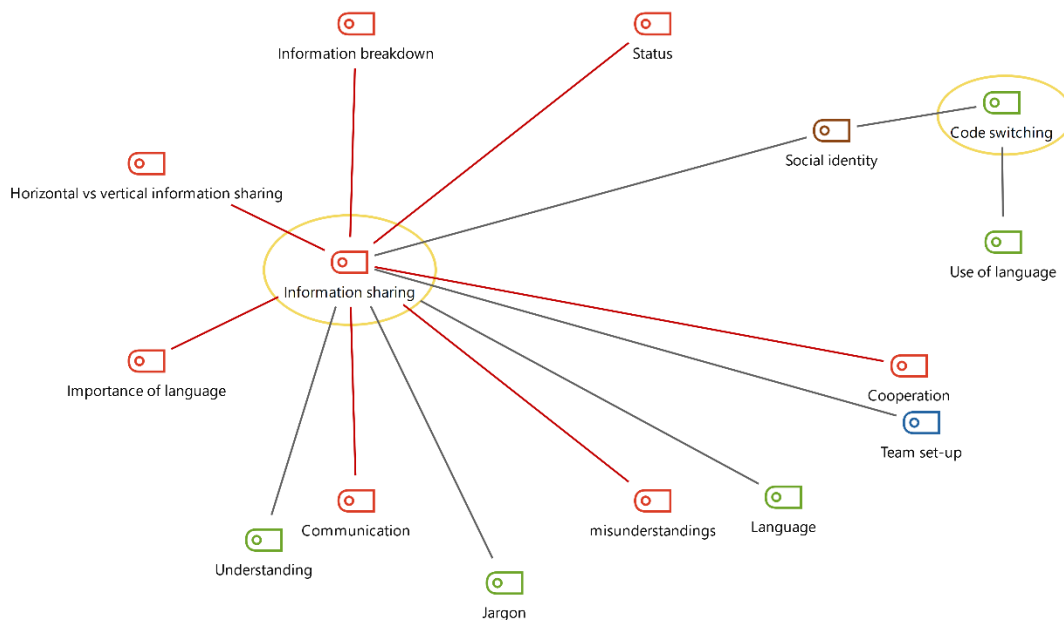 Information breakdown
Status
Code switching
Social identity
Horizontal vs vertical information sharing
Use of language
Information sharing
Importance of language
Cooperation
Team set-up
Language
Communication
misunderstandings
Understanding
Jargon